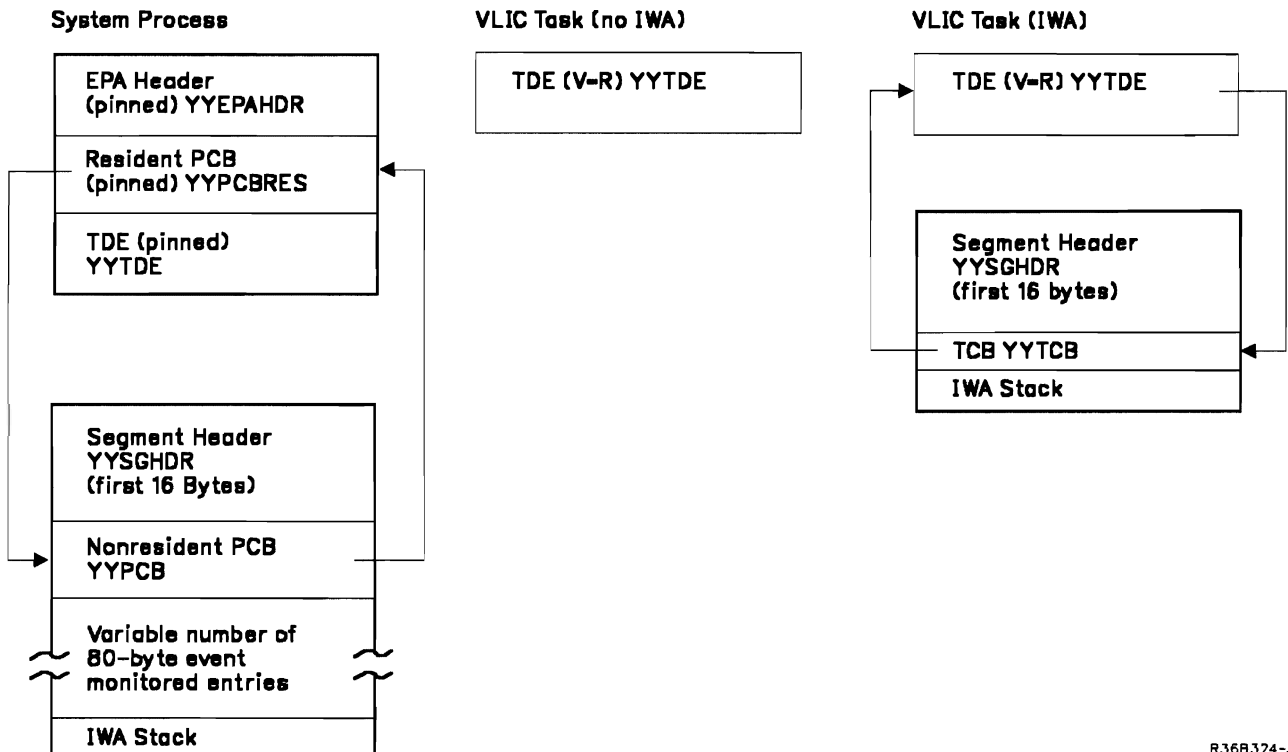 System Process
EPA Header
(pinned) YYEPAHDR
Resident PCB
(pinned) YYPCBRES
TDE (pinned)
YYTDE
Segment Header
YYSGHDR
(first 16 Bytes)
Nonresident PCB
YYPCB
Variable number of
80-byte event
monitored entries
IWA Stack
VLIC Task (no IWA)
TDE (V=R) YYTDE
VLIC Task (IWA)
TDE (V=R) YYTDE
Segment Header
YYSGHDR
(first 16 bytes)
TCB YYTCB
IWA Stack